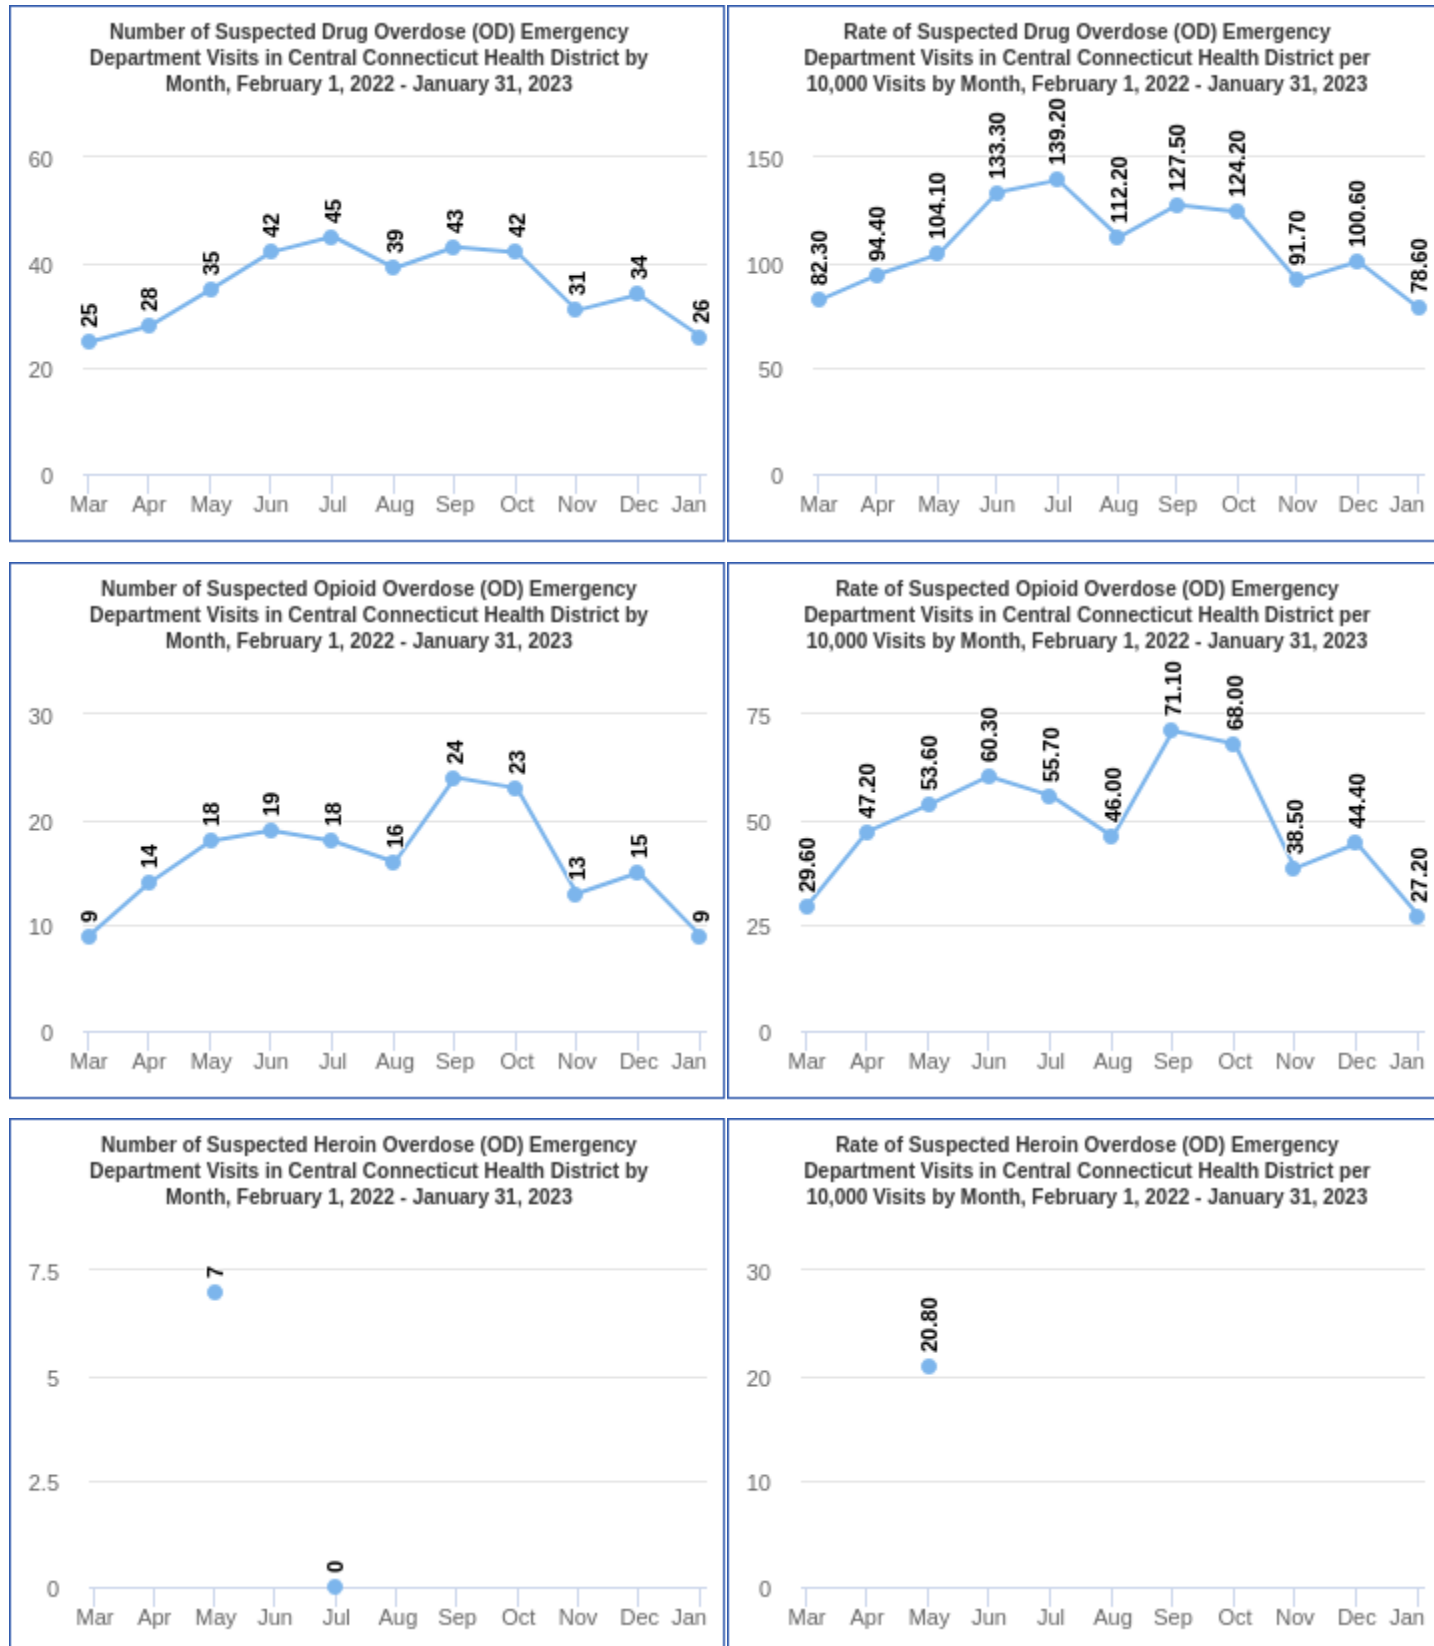 Number of Suspected Drug Overdose (OD) Emergency
Department Visits in Central Connecticut Health District by
Month, February 1, 2022 - January 31, 2023
60
40
20
0
25
28
35
42
45
39
43
42
31
34
26
Mar Apr May Jun Jul Aug Sep Oct Nov Dec Jan
Rate of Suspected Drug Overdose (OD) Emergency
Department Visits in Central Connecticut Health District per
10,000 Visits by Month, February 1, 2022 - January 31, 2023
150
100
50
0
82.30
94.40
104.10
133.30
139.20
112.20
127.50
124.20
91.70
100.60
78.60
Mar Apr May Jun Jul Aug Sep Oct Nov Dec Jan
Number of Suspected Opioid Overdose (OD) Emergency
Department Visits in Central Connecticut Health District by
Month, February 1, 2022 - January 31, 2023
30
20
10
0
9
14
18
19
18
16
24
23
13
15
9
Mar Apr May Jun Jul Aug Sep Oct Nov Dec Jan
Rate of Suspected Opioid Overdose (OD) Emergency
Department Visits in Central Connecticut Health District per
10,000 Visits by Month, February 1, 2022 - January 31, 2023
75
50
25
0
29.60
47.20
53.60
60.30
55.70
46.00
71.10
68.00
38.50
44.40
27.20
Mar Apr May Jun Jul Aug Sep Oct Nov Dec Jan
Number of Suspected Heroin Overdose (OD) Emergency
Department Visits in Central Connecticut Health District by
Month, February 1, 2022 - January 31, 2023
7.5
5
2.5
0
7
0
Mar Apr May Jun Jul Aug Sep Oct Nov Dec Jan
Rate of Suspected Heroin Overdose (OD) Emergency
Department Visits in Central Connecticut Health District per
10,000 Visits by Month, February 1, 2022 - January 31, 2023
30
20
10
0
20.80
Mar Apr May Jun Jul Aug Sep Oct Nov Dec Jan